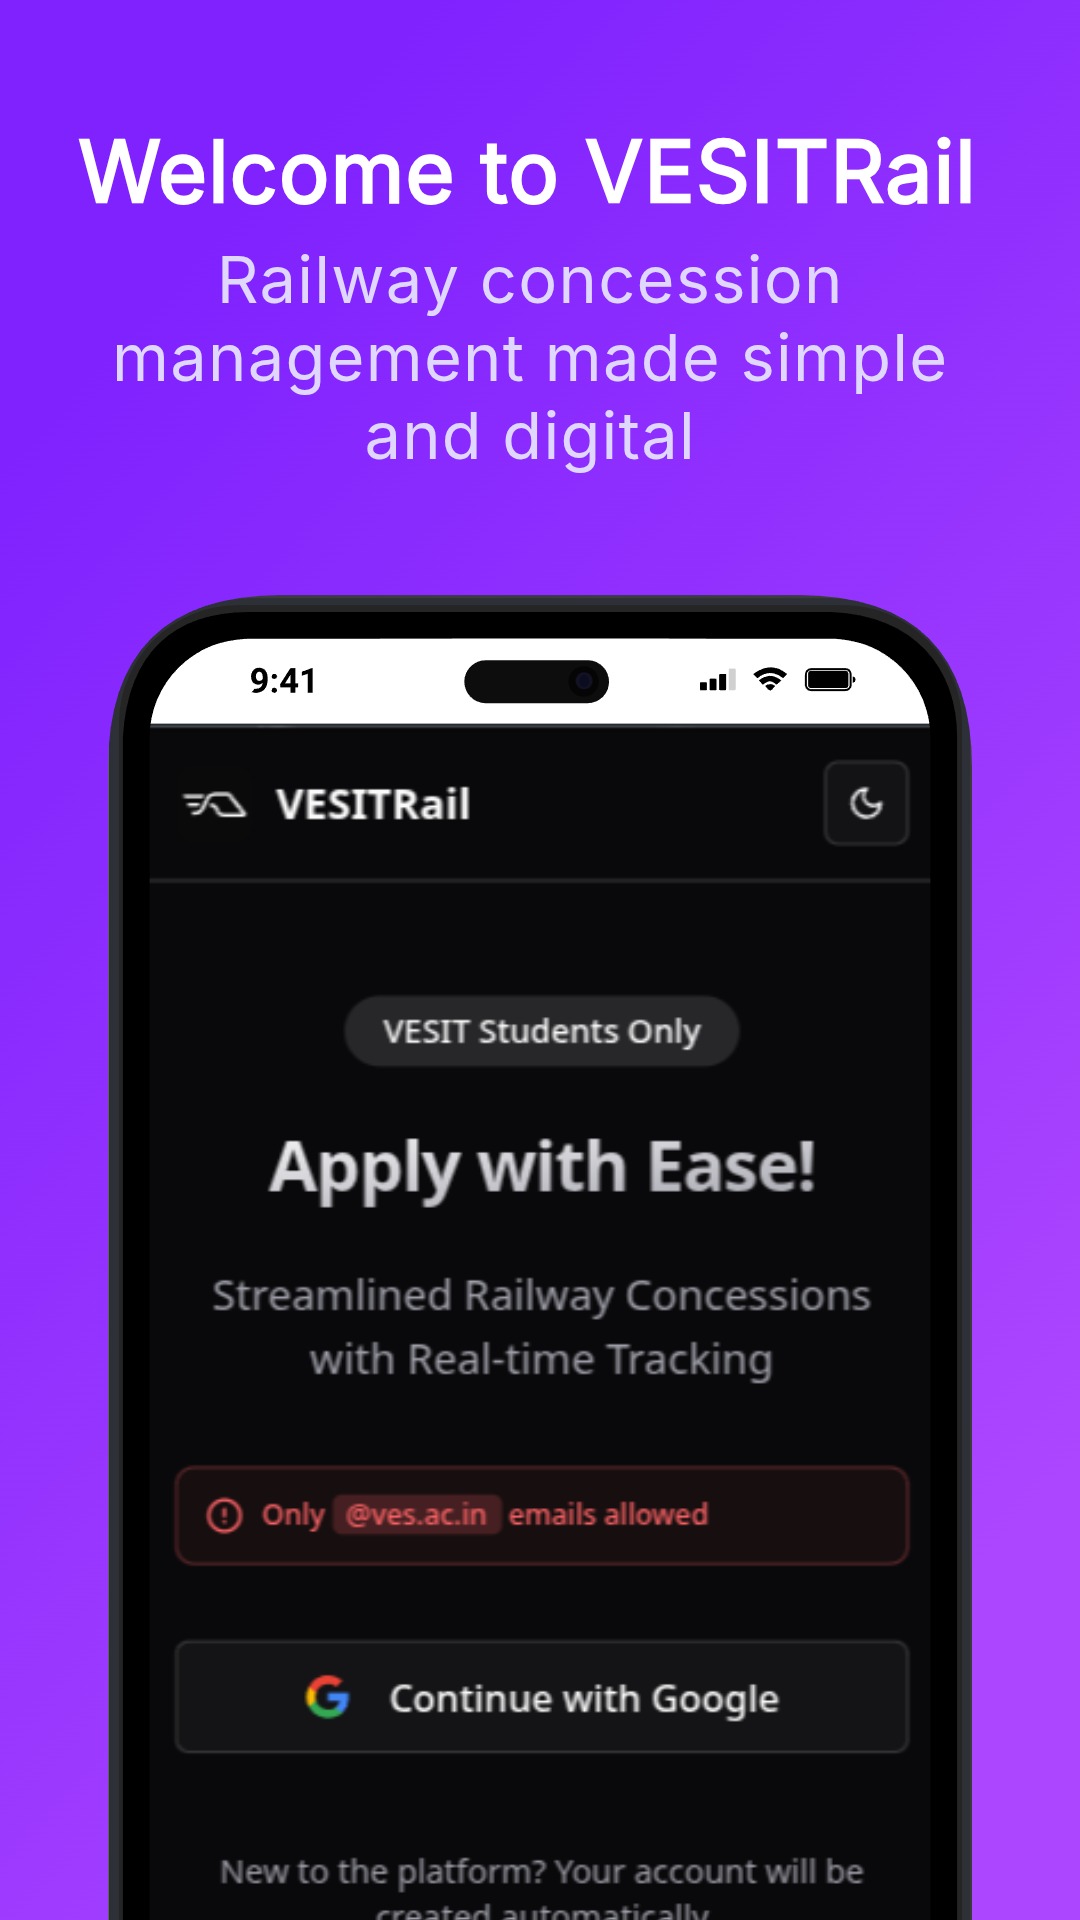 Welcome to VESITRail
Railway concession
management made simple
and digital
9:41
VESITRail
VESIT Students Only
Apply with Ease!
Streamlined Railway Concessions
with Real-time Tracking
Only @ves.ac.in emails allowed
Continue with Google
New to the platform? Your account will be
created automatically